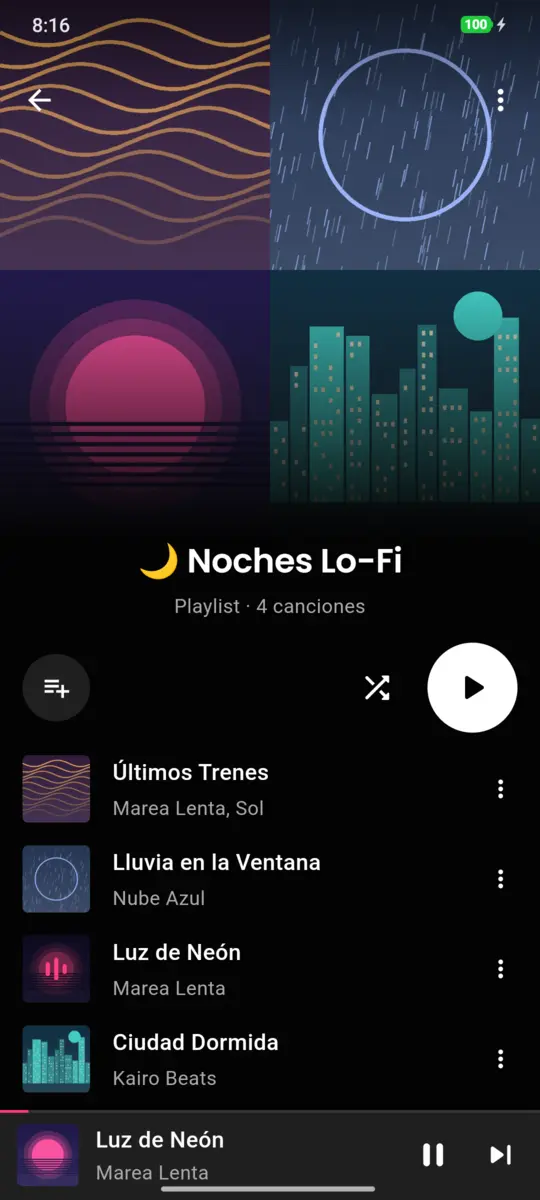 8:16
100
🌙 Noches Lo-Fi
Playlist · 4 canciones
Últimos Trenes
Marea Lenta, Sol
Lluvia en la Ventana
Nube Azul
Luz de Neón
Marea Lenta
Ciudad Dormida
Kairo Beats
Luz de Neón
Marea Lenta